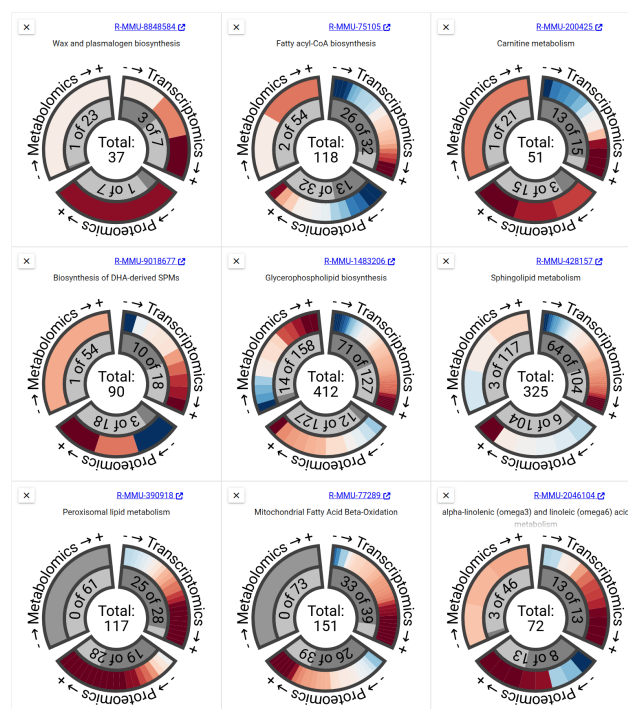 R-MMU-8848584
Wax and plasmalogen biosynthesis
- → Metabolomics → +
- → Transcriptomics → +
- → Proteomics → +
1 of 23
3 of 7
1 of 7
Total:
37
R-MMU-75105
Fatty acyl-CoA biosynthesis
- → Metabolomics → +
- → Transcriptomics → +
- → Proteomics → +
2 of 54
26 of 32
13 of 32
Total:
118
R-MMU-200425
Carnitine metabolism
- → Metabolomics → +
- → Transcriptomics → +
- → Proteomics → +
1 of 21
13 of 15
3 of 15
Total:
51
R-MMU-9018677
Biosynthesis of DHA-derived SPMs
- → Metabolomics → +
- → Transcriptomics → +
- → Proteomics → +
1 of 54
10 of 18
3 of 18
Total:
90
R-MMU-1483206
Glycerophospholipid biosynthesis
- → Metabolomics → +
- → Transcriptomics → +
- → Proteomics → +
14 of 158
71 of 127
12 of 127
Total:
412
R-MMU-428157
Sphingolipid metabolism
- → Metabolomics → +
- → Transcriptomics → +
- → Proteomics → +
3 of 117
64 of 104
6 of 104
Total:
325
R-MMU-390918
Peroxisomal lipid metabolism
- → Metabolomics → +
- → Transcriptomics → +
- → Proteomics → +
0 of 61
25 of 28
19 of 28
Total:
117
R-MMU-77289
Mitochondrial Fatty Acid Beta-Oxidation
- → Metabolomics → +
- → Transcriptomics → +
- → Proteomics → +
0 of 73
33 of 39
26 of 39
Total:
151
R-MMU-2046104
alpha-linolenic (omega3) and linoleic (omega6) acid
metabolism
- → Metabolomics → +
- → Transcriptomics → +
- → Proteomics → +
3 of 46
13 of 13
8 of 13
Total:
72